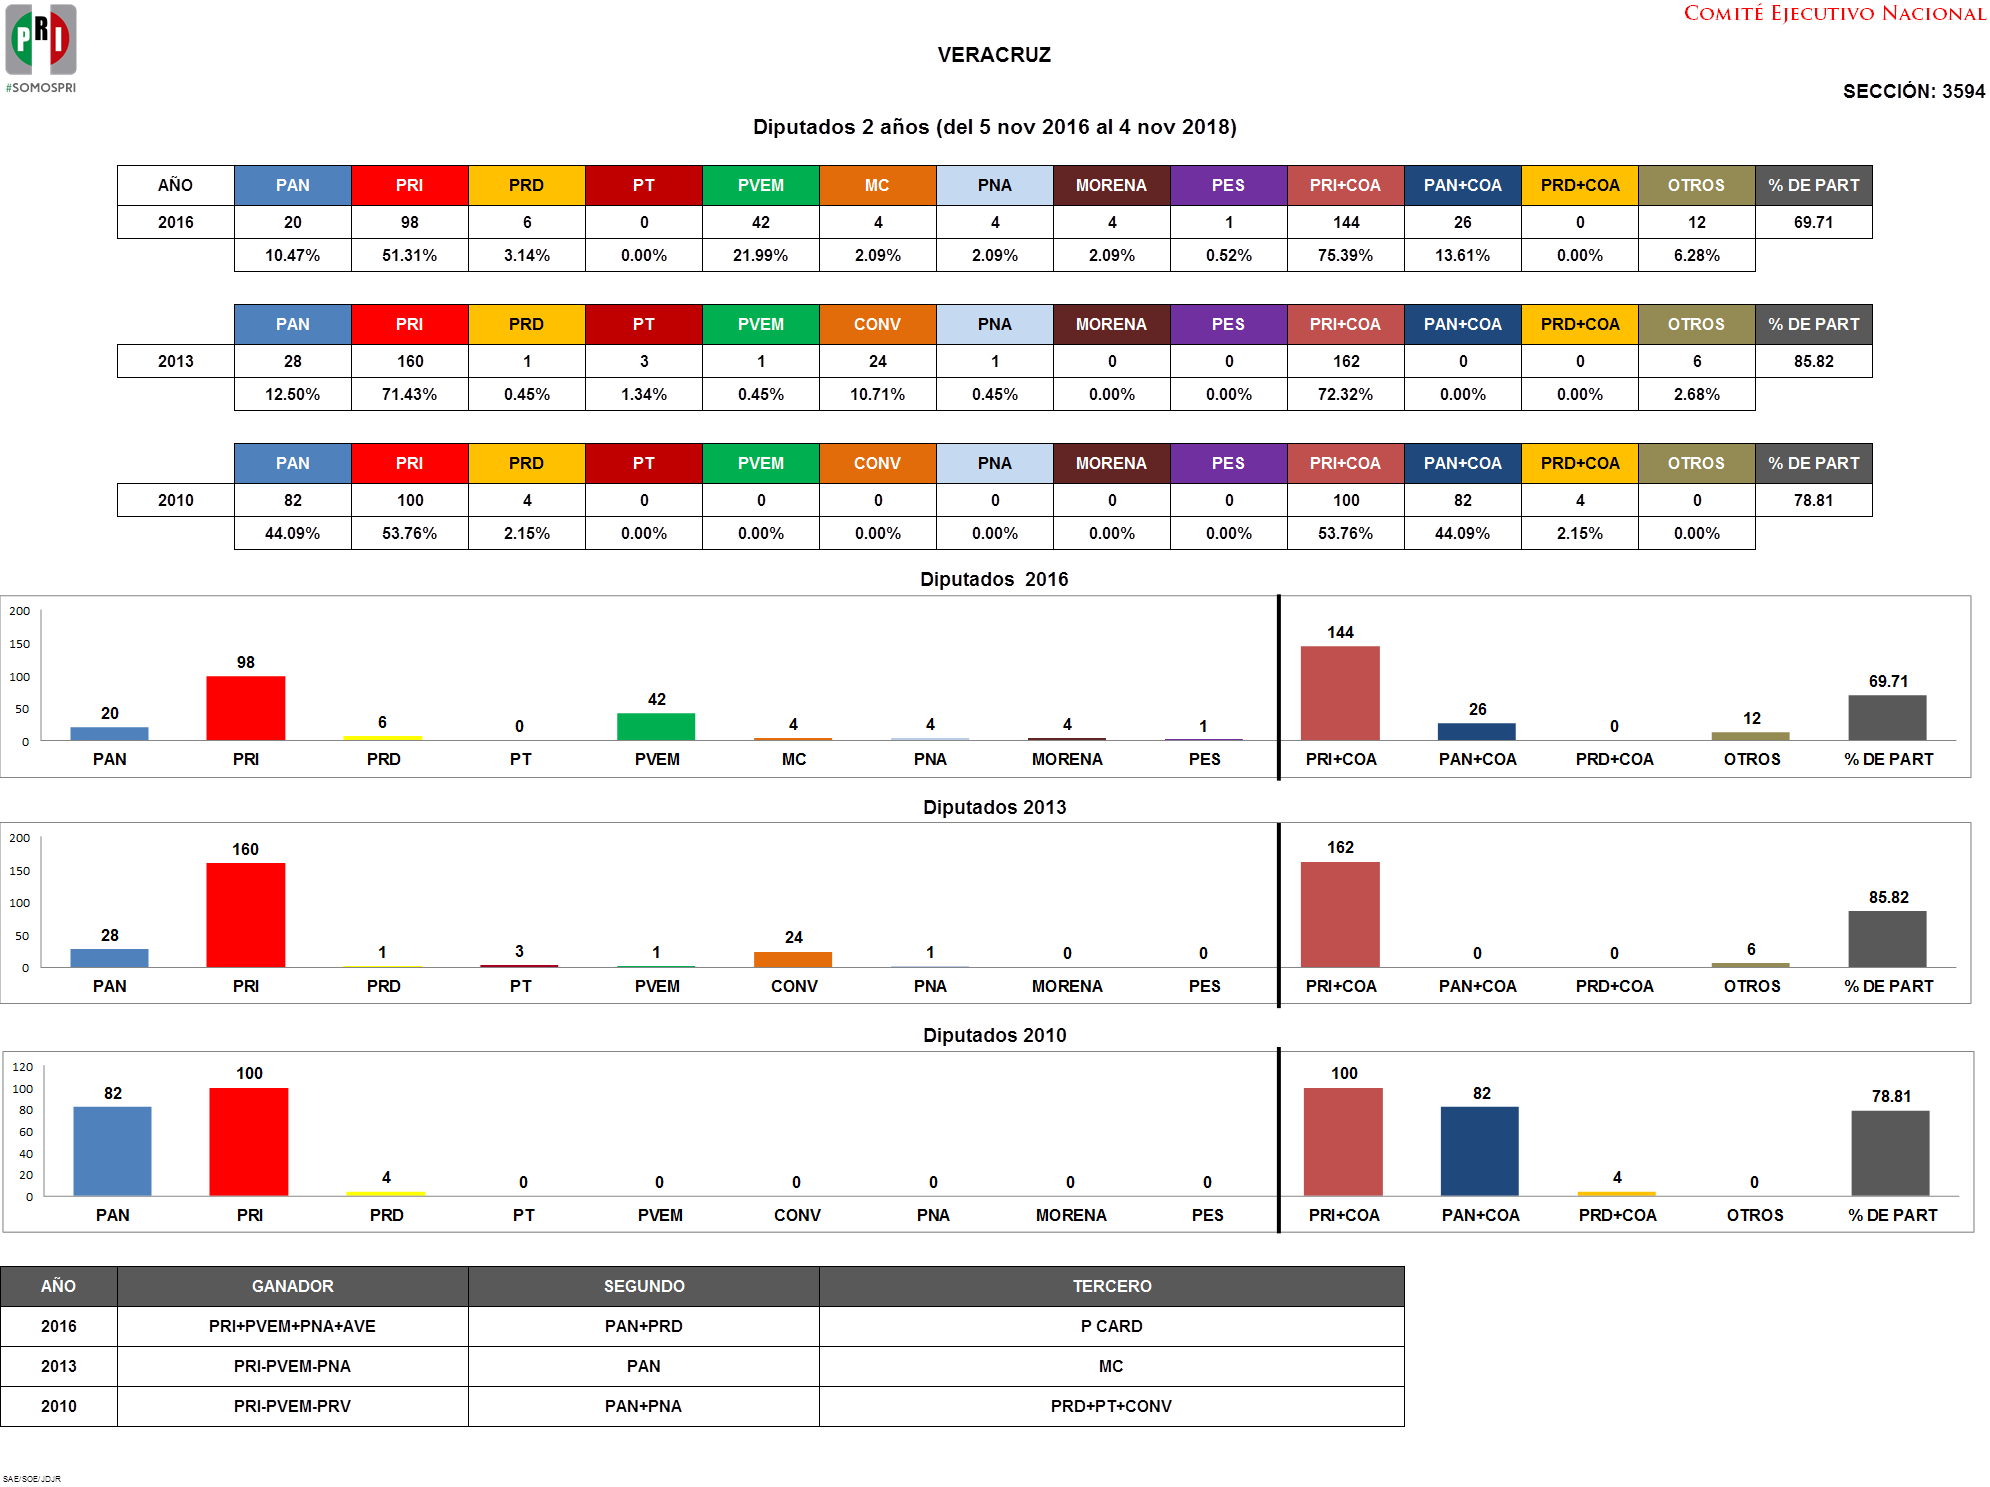 PRI
#SOMOSPRI
COMITÉ EJECUTIVO NACIONAL
VERACRUZ
SECCIÓN: 3594
Diputados 2 años (del 5 nov 2016 al 4 nov 2018)
AÑO PAN PRI PRD PT PVEM MC PNA MORENA PES PRI+COA PAN+COA PRD+COA OTROS % DE PART
2016 20 98 6 0 42 4 4 4 1 144 26 0 12 69.71
10.47% 51.31% 3.14% 0.00% 21.99% 2.09% 2.09% 2.09% 0.52% 75.39% 13.61% 0.00% 6.28%
PAN PRI PRD PT PVEM CONV PNA MORENA PES PRI+COA PAN+COA PRD+COA OTROS % DE PART
2013 28 160 1 3 1 24 1 0 0 162 0 0 6 85.82
12.50% 71.43% 0.45% 1.34% 0.45% 10.71% 0.45% 0.00% 0.00% 72.32% 0.00% 0.00% 2.68%
PAN PRI PRD PT PVEM CONV PNA MORENA PES PRI+COA PAN+COA PRD+COA OTROS % DE PART
2010 82 100 4 0 0 0 0 0 0 100 82 4 0 78.81
44.09% 53.76% 2.15% 0.00% 0.00% 0.00% 0.00% 0.00% 0.00% 53.76% 44.09% 2.15% 0.00%
Diputados 2016
200
150
100
50
0
20 98 6 0 42 4 4 4 1 144 26 0 12 69.71
PAN PRI PRD PT PVEM MC PNA MORENA PES PRI+COA PAN+COA PRD+COA OTROS % DE PART
Diputados 2013
200
150
100
50
0
28 160 1 3 1 24 1 0 0 162 0 0 6 85.82
PAN PRI PRD PT PVEM CONV PNA MORENA PES PRI+COA PAN+COA PRD+COA OTROS % DE PART
Diputados 2010
120
100
80
60
40
20
0
82 100 4 0 0 0 0 0 0 100 82 4 0 78.81
PAN PRI PRD PT PVEM CONV PNA MORENA PES PRI+COA PAN+COA PRD+COA OTROS % DE PART
AÑO GANADOR SEGUNDO TERCERO
2016 PRI+PVEM+PNA+AVE PAN+PRD P CARD
2013 PRI-PVEM-PNA PAN MC
2010 PRI-PVEM-PRV PAN+PNA PRD+PT+CONV
SAE/SOE/JDJR